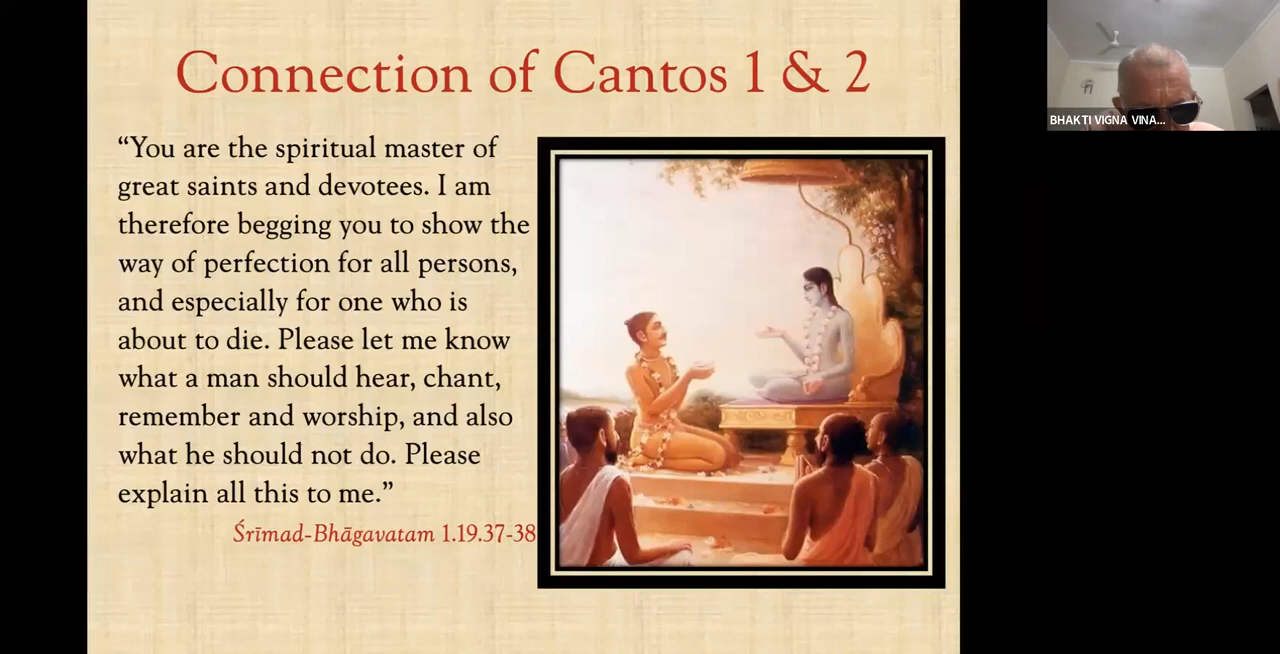 Connection of Cantos 1 & 2
“You are the spiritual master of
great saints and devotees. I am
therefore begging you to show the
way of perfection for all persons,
and especially for one who is
about to die. Please let me know
what a man should hear, chant,
remember and worship, and also
what he should not do. Please
explain all this to me.”
Śrīmad-Bhāgavatam 1.19.37-38
BHAKTI VIGNA VINA...